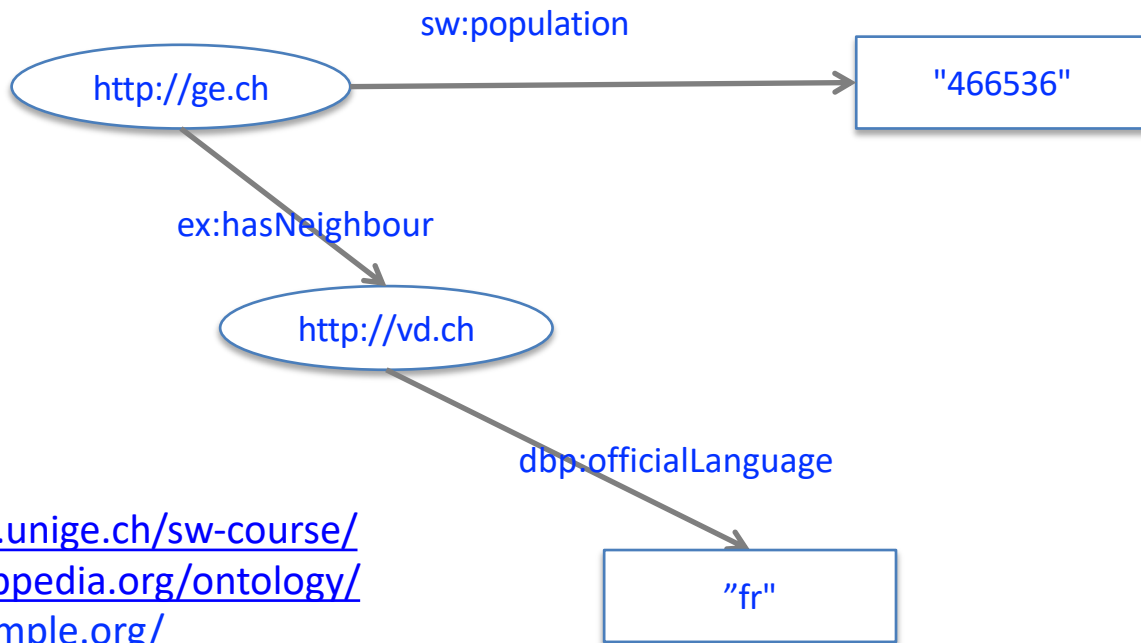 sw:population
http://ge.ch
"466536"
ex:hasNeighbour
http://vd.ch
dbp:officialLanguage
.unige.ch/sw-course/
pedia.org/ontology/
mple.org/
”fr"